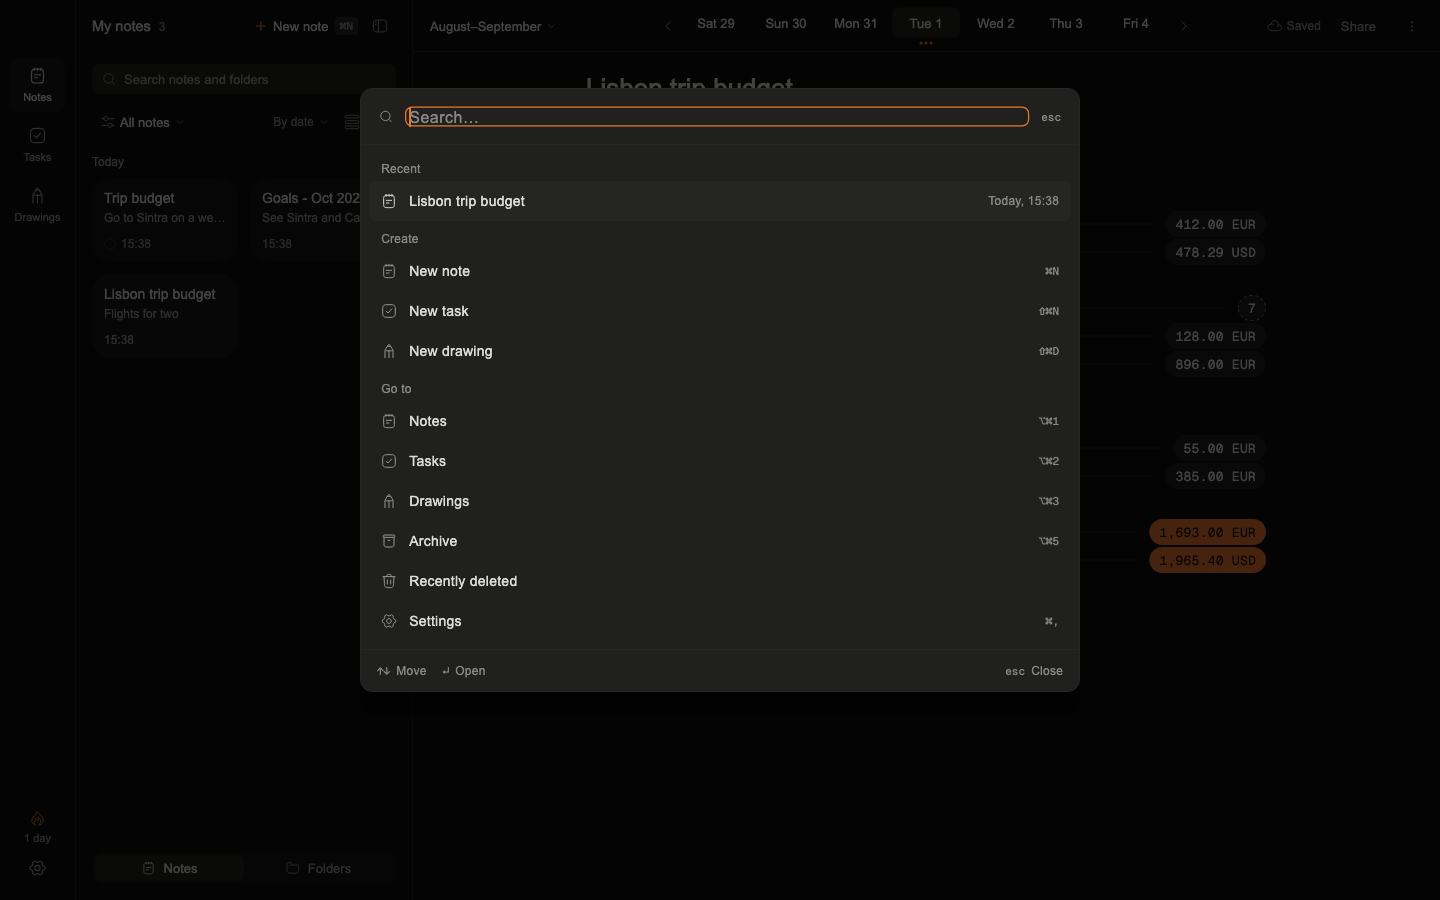 My notes 3
New note ⌘N
August–September
Sat 29
Sun 30
Mon 31
Tue 1
Wed 2
Thu 3
Fri 4
Saved
Share
Notes
Tasks
Drawings
Search notes and folders
All notes
By date
Today
Trip budget
Go to Sintra on a we…
15:38
Goals - Oct 202
See Sintra and Ca
15:38
Lisbon trip budget
Flights for two
15:38
Lisbon trip budget
Search…
esc
Recent
Lisbon trip budget Today, 15:38
Create
New note ⌘N
New task ⇧⌘N
New drawing ⇧⌘D
Go to
Notes ⌥⌘1
Tasks ⌥⌘2
Drawings ⌥⌘3
Archive ⌥⌘5
Recently deleted
Settings ⌘,
↑↓ Move ↵ Open esc Close
412.00 EUR
478.29 USD
7
128.00 EUR
896.00 EUR
55.00 EUR
385.00 EUR
1,693.00 EUR
1,965.40 USD
1 day
Notes
Folders